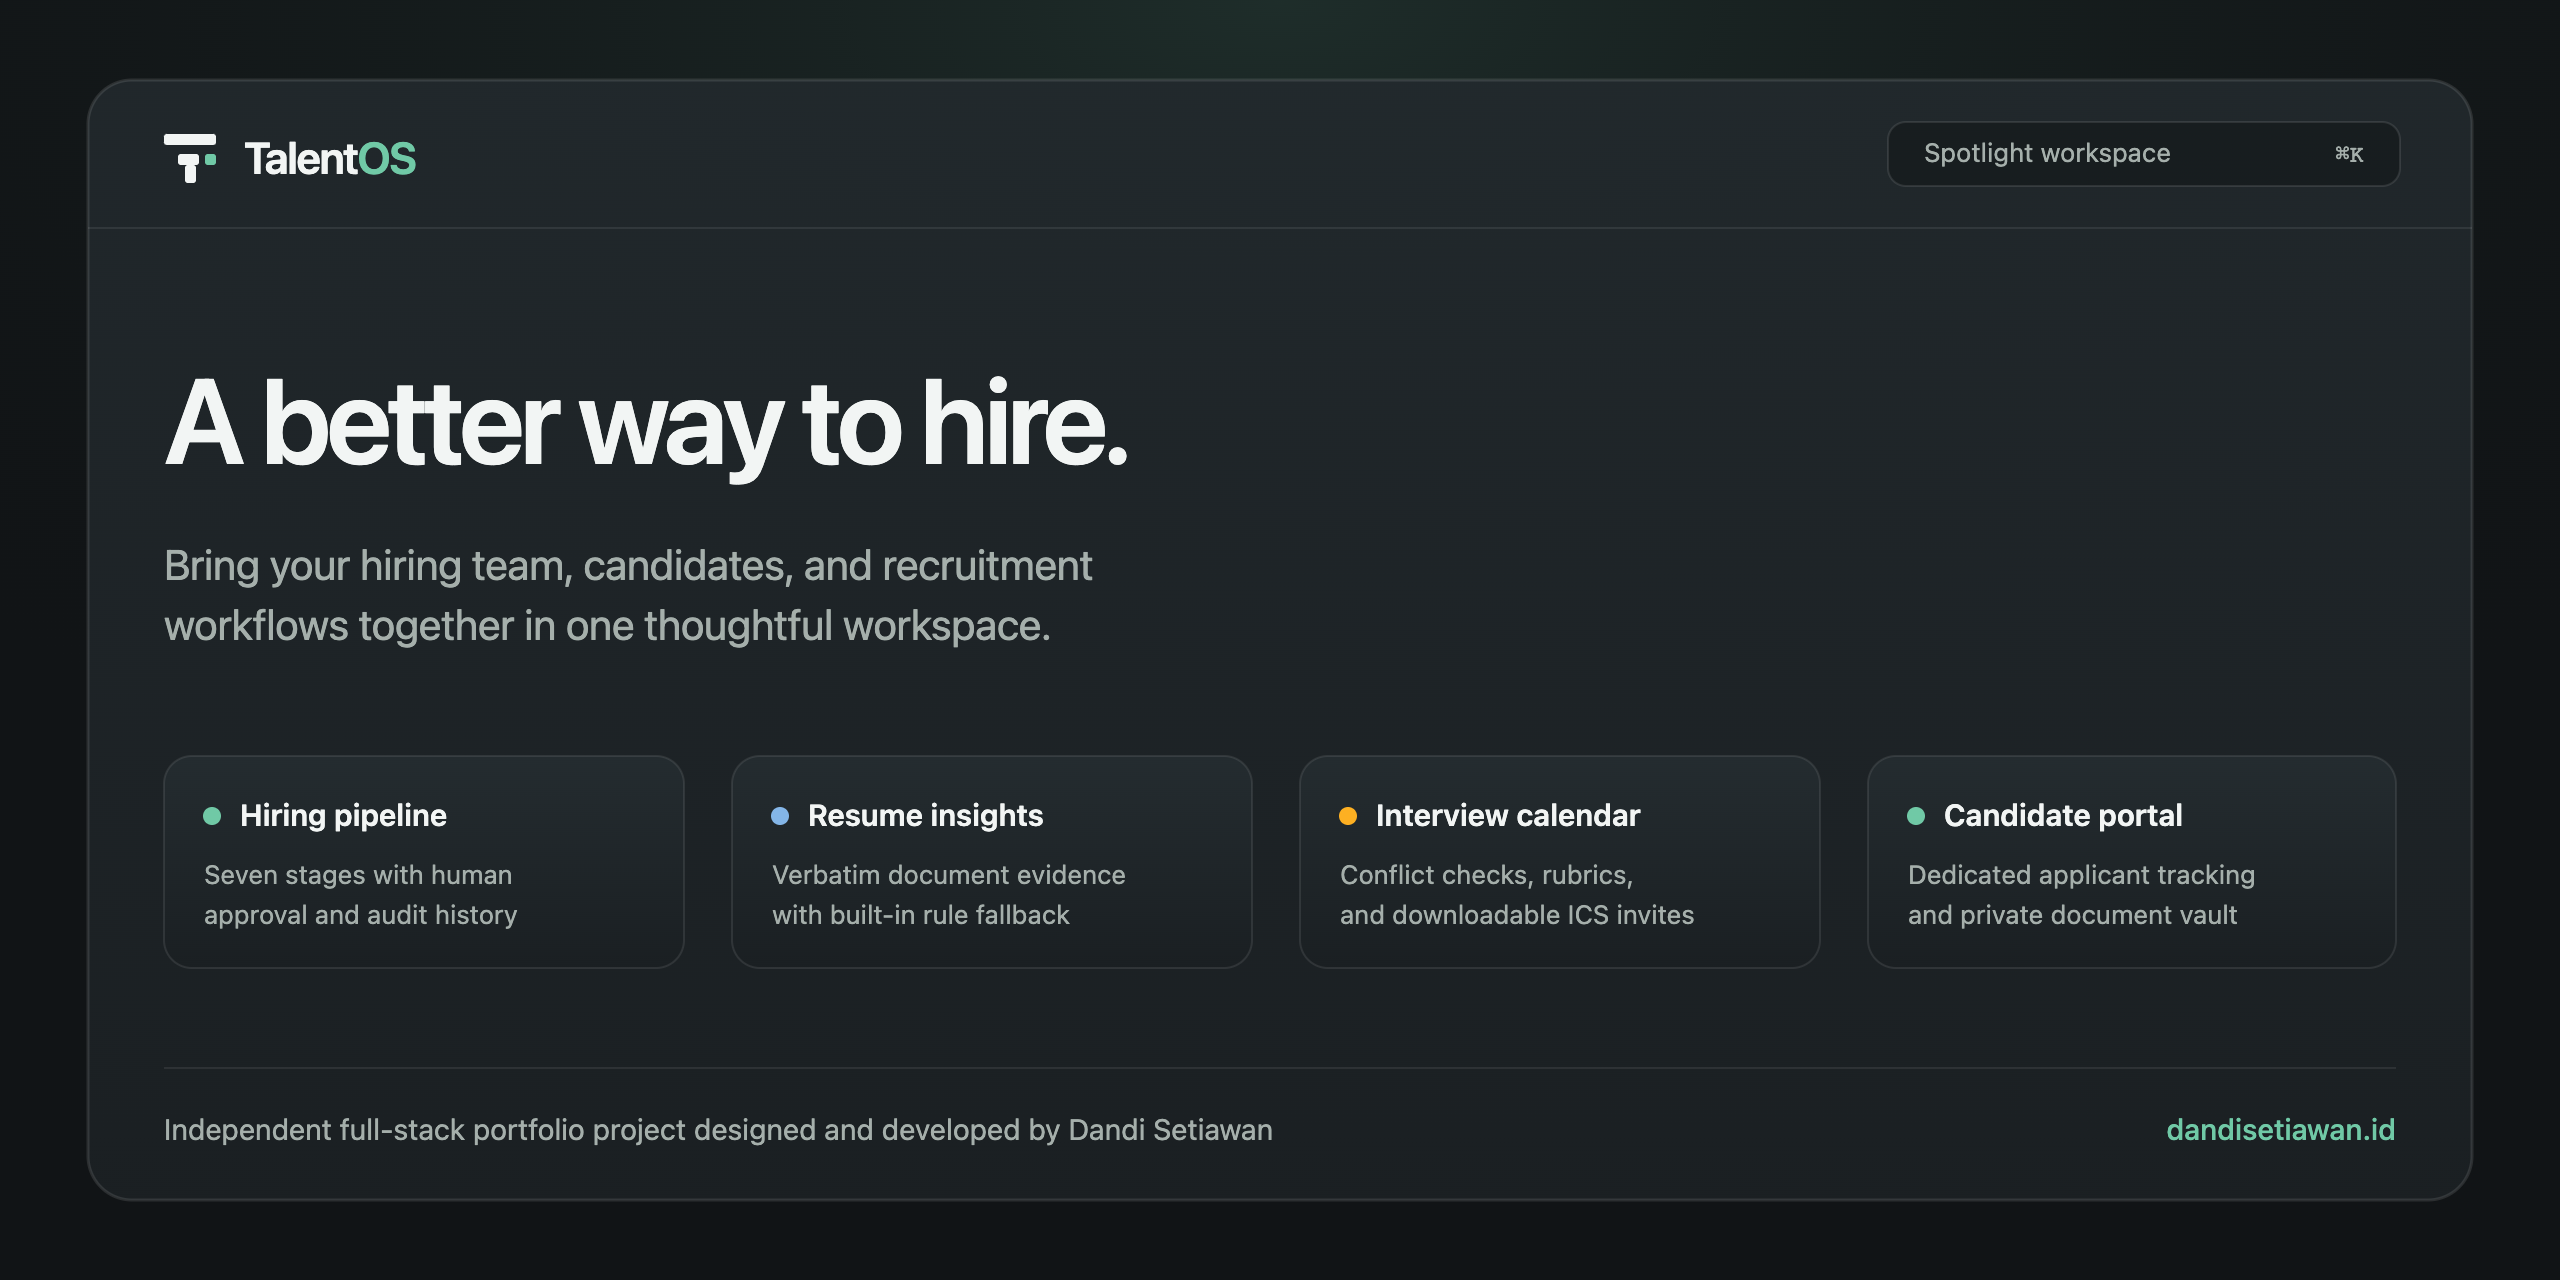 TalentOS
Spotlight workspace ⌘K
A better way to hire.
Bring your hiring team, candidates, and recruitment
workflows together in one thoughtful workspace.
Hiring pipeline
Seven stages with human
approval and audit history
Resume insights
Verbatim document evidence
with built-in rule fallback
Interview calendar
Conflict checks, rubrics,
and downloadable ICS invites
Candidate portal
Dedicated applicant tracking
and private document vault
Independent full-stack portfolio project designed and developed by Dandi Setiawan
dandisetiawan.id